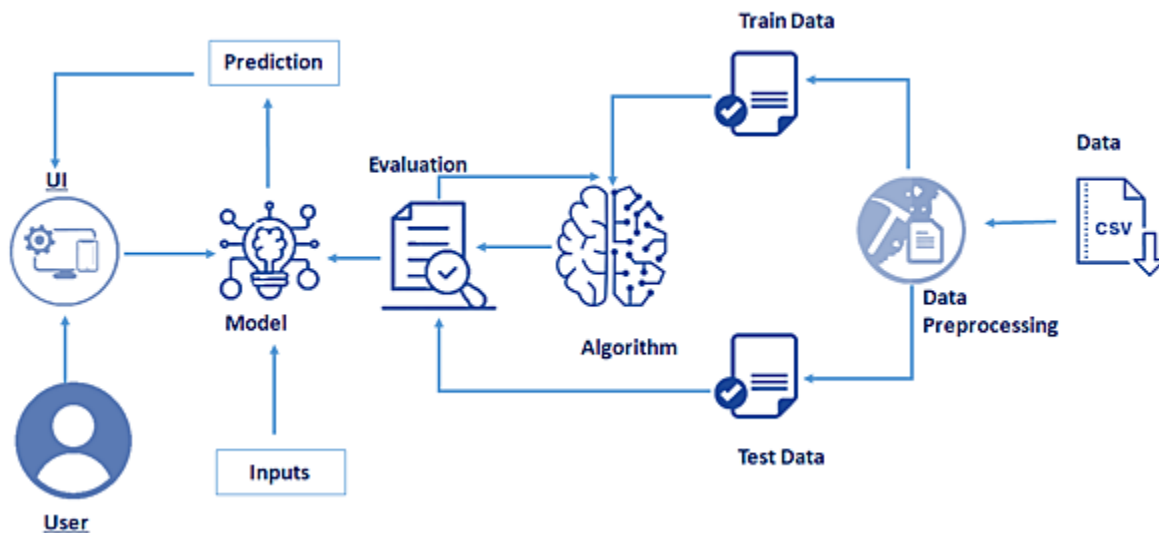 Train Data
Prediction
Evaluation
Data
UI
CSV
Model
Algorithm
Data
Preprocessing
Inputs
Test Data
User